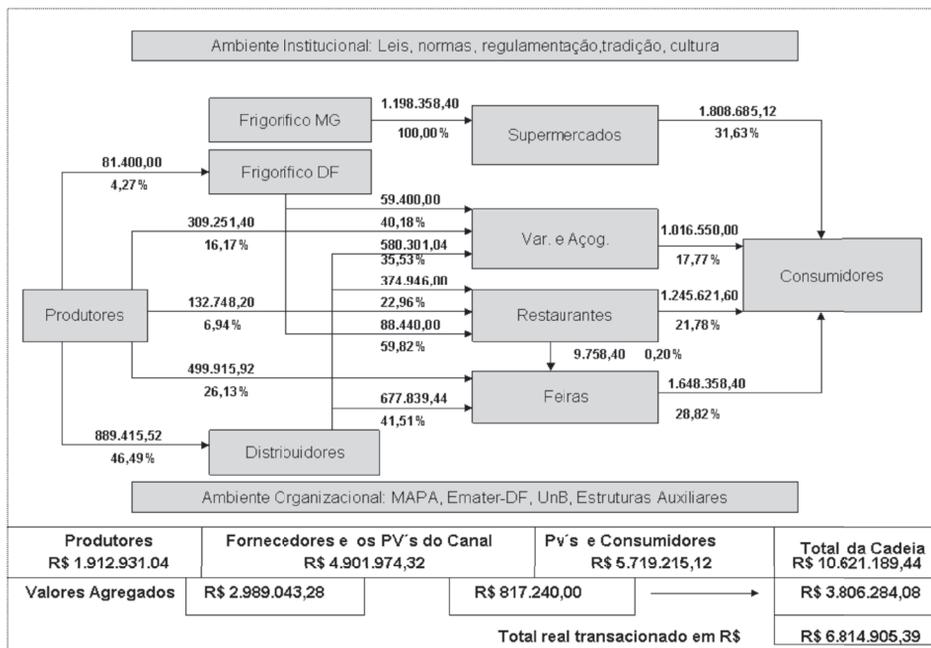 Ambiente Institucional: Leis, normas, regulamentação,tradição, cultura
Frigorífico MG
1.198.358,40
100,00%
Supermercados
1.808.685,12
31,63%
81.400,00
4,27%
Frigorífico DF
59.400,00
40,18%
309.251,40
16,17%
580.301,04
35,53%
Var. e Açog.
1.016.550,00
17,77%
Consumidores
374.946,00
22,96%
Produtores
132.748,20
6,94%
88.440,00
59,82%
Restaurantes
1.245.621,60
21,78%
9.758,40 0,20%
499.915,92
26,13%
677.839,44
41,51%
Feiras
1.648.358,40
28,82%
889.415,52
46,49%
Distribuidores
Ambiente Organizacional: MAPA, Emater-DF, UnB, Estruturas Auxiliares
Produtores
R$ 1.912.931.04
Fornecedores e os PV´s do Canal
R$ 4.901.974,32
Pv´s e Consumidores
R$ 5.719.215,12
Total da Cadeia
R$ 10.621.189,44
Valores Agregados
R$ 2.989.043,28
R$ 817.240,00
R$ 3.806.284,08
Total real transacionado em R$
R$ 6.814.905,39